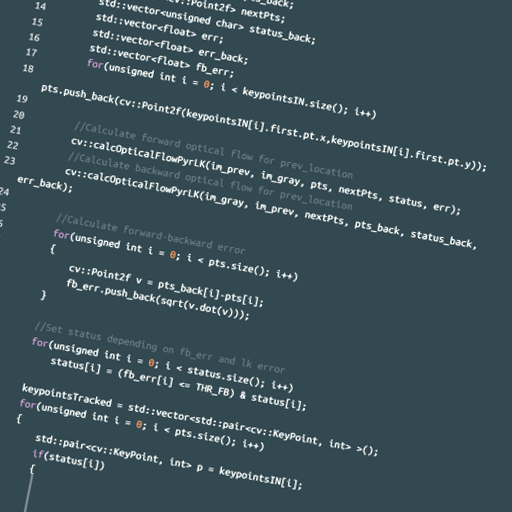 14 cv::Point2f> nextPts;
15 std::vector<unsigned char> status_back;
16 std::vector<float> err;
17 std::vector<float> err_back;
18 std::vector<float> fb_err;
for(unsigned int i = 0; i < keypointsIN.size(); i++)
pts.push_back(cv::Point2f(keypointsIN[i].first.pt.x,keypointsIN[i].first.pt.y));
19
20
21 //Calculate forward optical flow for prev_location
22 cv::calcOpticalFlowPyrLK(im_prev, im_gray, pts, nextPts, status, err);
23 //Calculate backward optical flow for prev_location
cv::calcOpticalFlowPyrLK(im_gray, im_prev, nextPts, pts_back, status_back,
err_back);
24
5 //Calculate forward-backward error
for(unsigned int i = 0; i < pts.size(); i++)
{
cv::Point2f v = pts_back[i]-pts[i];
fb_err.push_back(sqrt(v.dot(v)));
}
//Set status depending on fb_err and lk error
for(unsigned int i = 0; i < status.size(); i++)
status[i] = (fb_err[i] <= THR_FB) & status[i];
keypointsTracked = std::vector<std::pair<cv::KeyPoint, int> >();
for(unsigned int i = 0; i < pts.size(); i++)
{
std::pair<cv::KeyPoint, int> p = keypointsIN[i];
if(status[i])
{